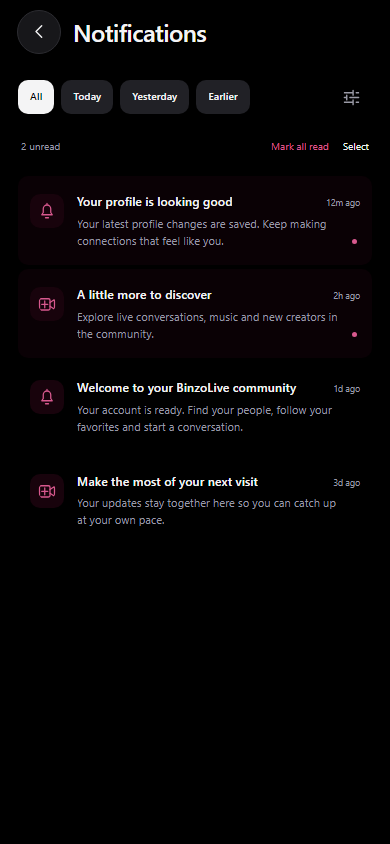 Notifications
All
Today
Yesterday
Earlier
2 unread
Mark all read
Select
Your profile is looking good
12m ago
Your latest profile changes are saved. Keep making
connections that feel like you.
A little more to discover
2h ago
Explore live conversations, music and new creators in
the community.
Welcome to your BinzoLive community
1d ago
Your account is ready. Find your people, follow your
favorites and start a conversation.
Make the most of your next visit
3d ago
Your updates stay together here so you can catch up
at your own pace.